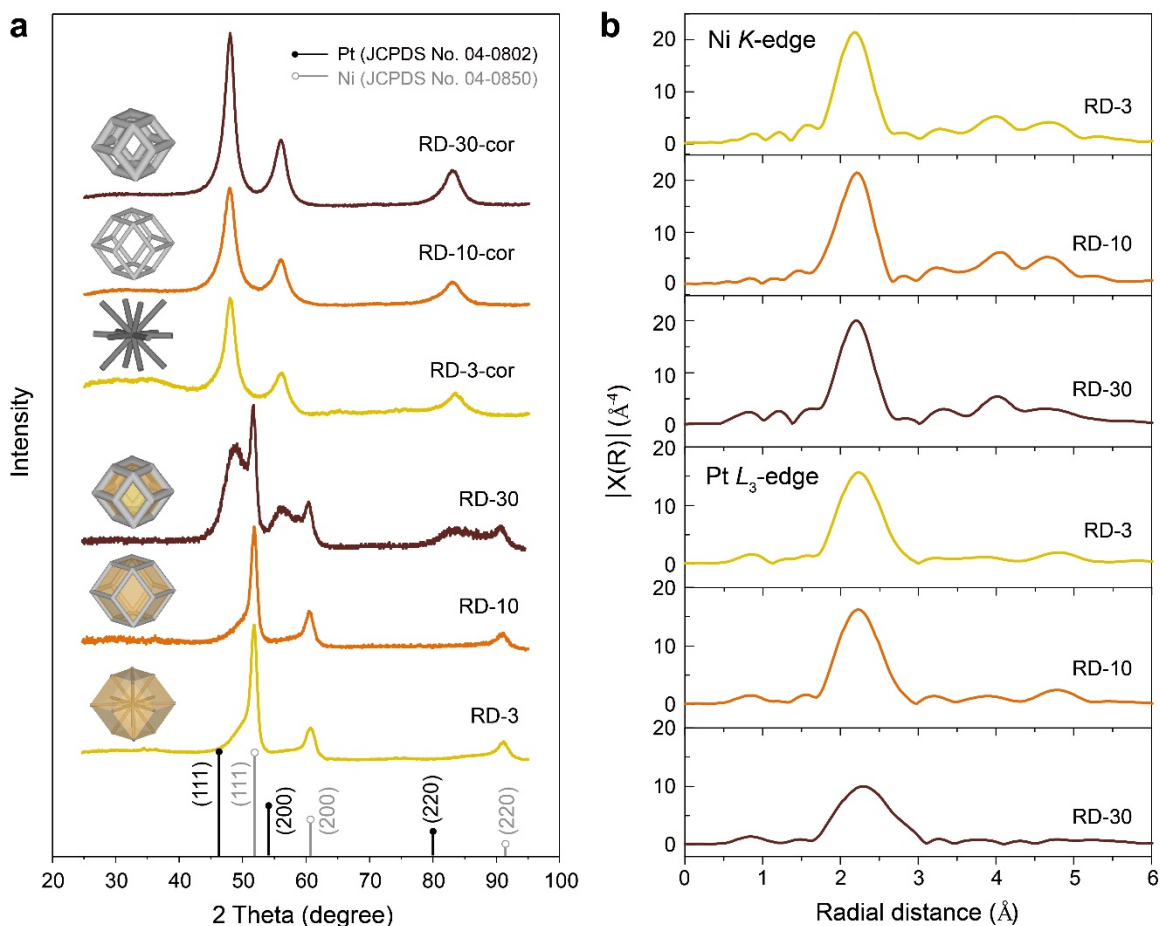 a
Pt (JCPDS No. 04-0802)
Ni (JCPDS No. 04-0850)
RD-30-cor
RD-10-cor
RD-3-cor
RD-30
RD-10
RD-3
(111)
(111)
(200)
(200)
(220)
(220)
Intensity
20 30 40 50 60 70 80 90 100
2 Theta (degree)
b
Ni K-edge
20
10
0
RD-3
20
10
0
RD-10
20
10
0
RD-30
Pt L3-edge
20
10
0
RD-3
20
10
0
RD-10
20
10
0
RD-30
|X(R)| (Å-4)
0 1 2 3 4 5 6
Radial distance (Å)